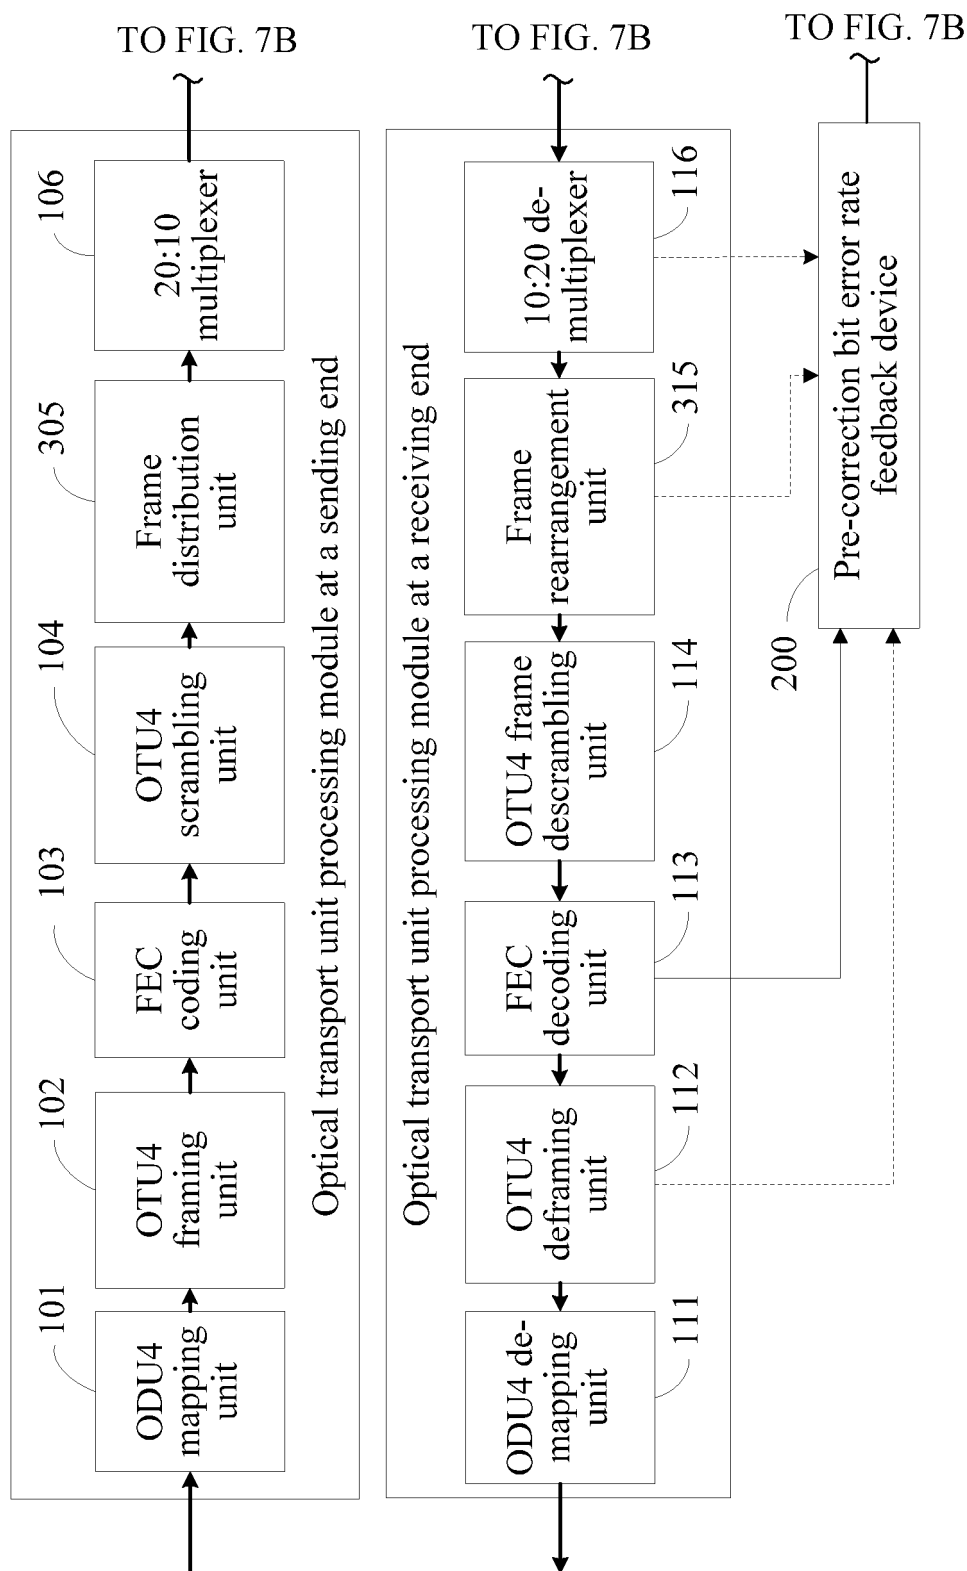 TO FIG. 7B
TO FIG. 7B
TO FIG. 7B
106
20:10
multiplexer
305
Frame
distribution
unit
104
OTU4
scrambling
unit
103
FEC
coding
unit
102
OTU4
framing
unit
101
ODU4
mapping
unit
Optical transport unit processing module at a sending end
Optical transport unit processing module at a receiving end
10:20 de-
multiplexer
116
Frame
rearrangement
unit
315
OTU4 frame
descrambling
unit
114
FEC
decoding
unit
113
OTU4
deframing
unit
112
ODU4 de-
mapping
unit
111
Pre-correction bit error rate
feedback device
200